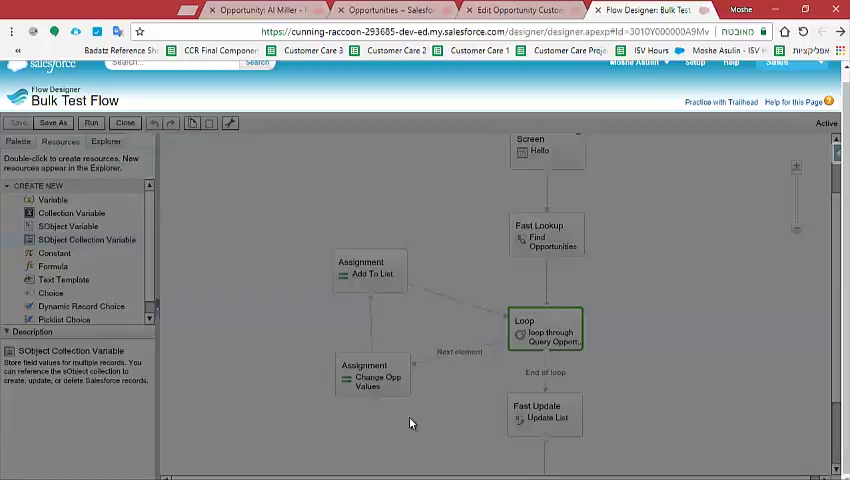 Opportunity: Al Miller -
Opportunities ~ Salesfor
Edit Opportunity Custon
Flow Designer: Bulk Test
Moshe
https://cunning-raccoon-293685-dev-ed.my.salesforce.com/designer/designer.apexp#Id=3010Y000000A9Mv
מאובטח
Badatz Reference Sh
CCR Final Componen
Customer Care 3
Customer Care 2
Customer Care
Customer Care Proje
ISV Hours
Moshe Asulin - ISV H
תיקיות
אפליקציות
salesforce
Search...
Search
Moshe Asulin
Setup
Help
Sales
Flow Designer
Bulk Test Flow
Practice with Trailhead
Help for this Page
Save
Save As
Run
Close
Active
Palette
Resources
Explorer
Double-click to create resources. New
resources appear in the Explorer.
CREATE NEW
Variable
Collection Variable
SObject Variable
SObject Collection Variable
Constant
Formula
Text Template
Choice
Dynamic Record Choice
Picklist Choice
Description
SObject Collection Variable
Store field values for multiple records. You
can reference the sObject collection to
create, update, or delete Salesforce records.
Screen
Hello
Fast Lookup
Find
Opportunities
Assignment
Add To List
Loop
loop through
Query Opport...
Next element
Assignment
Change Opp
Values
End of loop
Fast Update
Update List